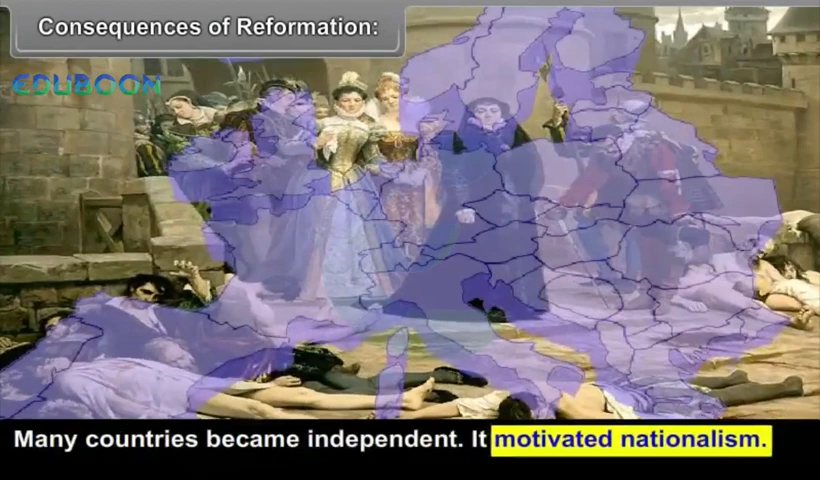 Consequences of Reformation:
EDUBOON
Many countries became independent. It motivated nationalism.